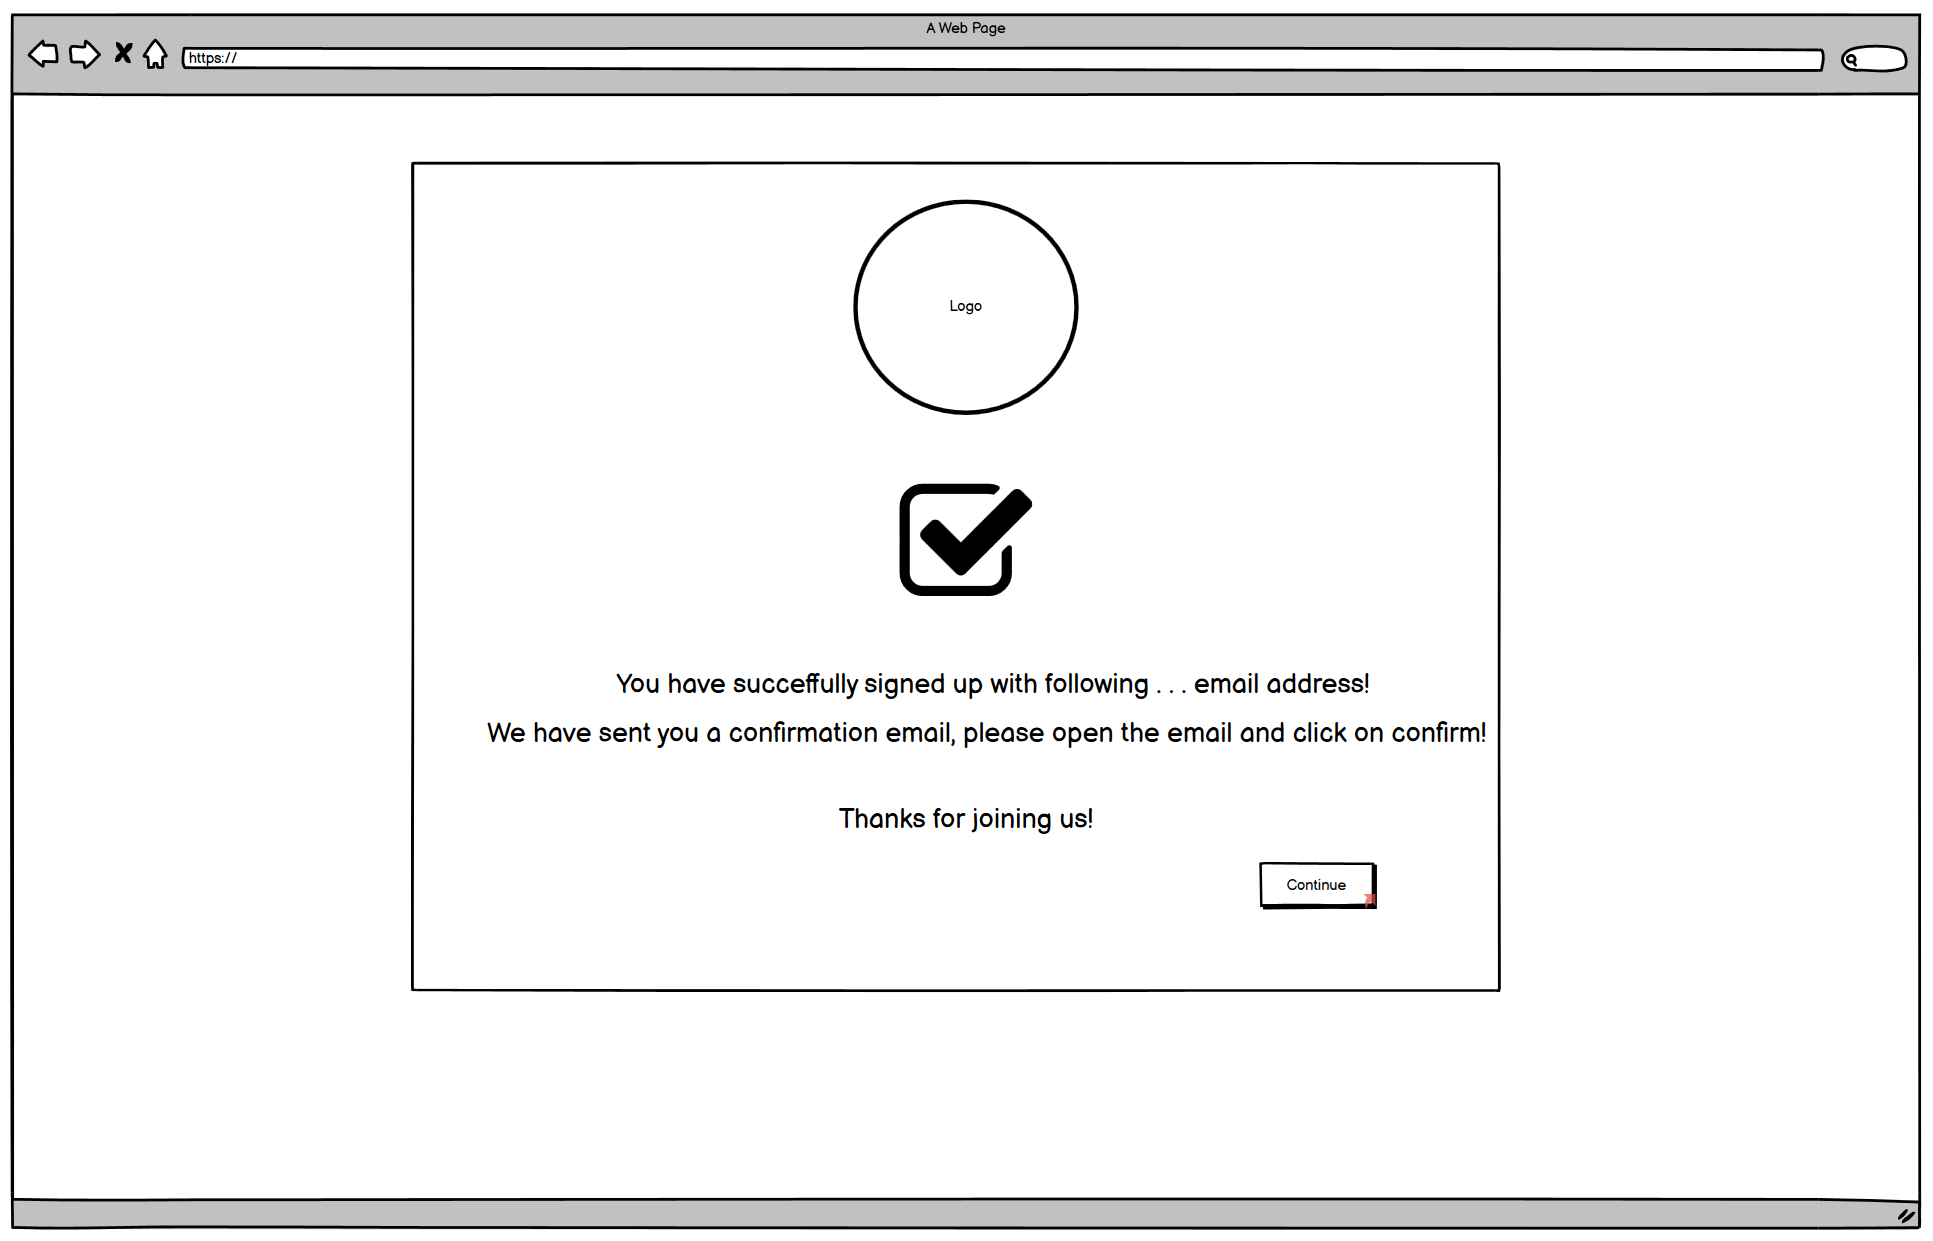 A Web Page
https://
Logo
You have succeffully signed up with following . . . email address!
We have sent you a confirmation email, please open the email and click on confirm!
Thanks for joining us!
Continue